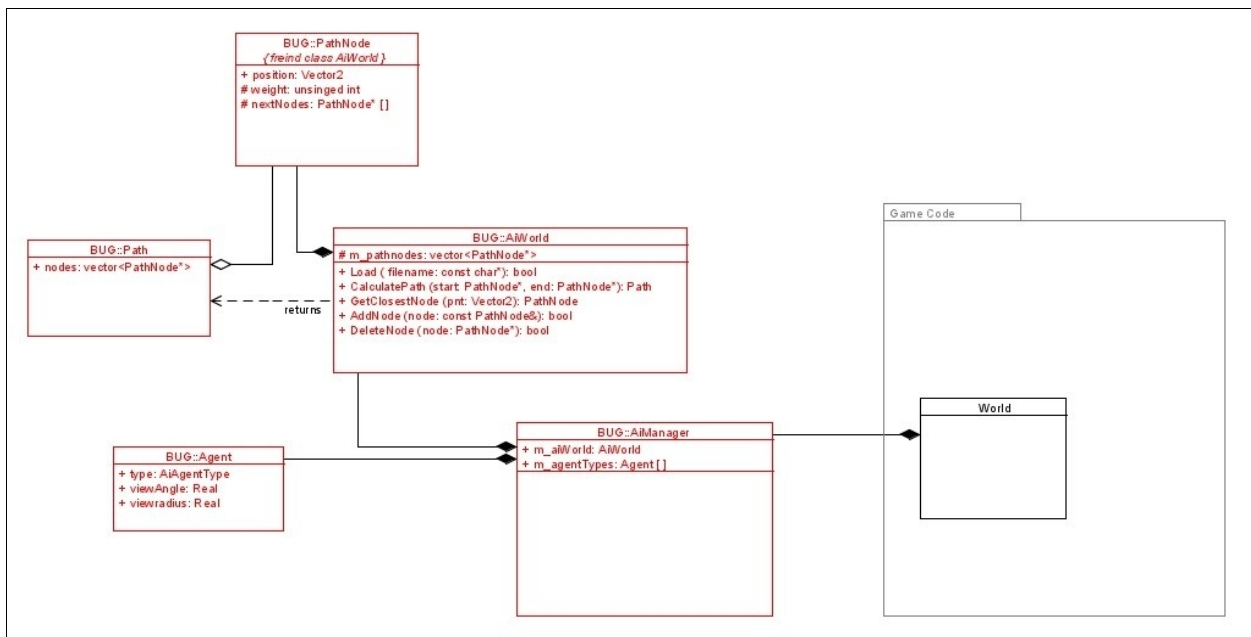 BUG::PathNode
{freind class AiWorld}
+ position: Vector2
# weight: unsinged int
# nextNodes: PathNode* [ ]
BUG::Path
+ nodes: vector<PathNode*>
BUG::AiWorld
# m_pathnodes: vector<PathNode*>
+ Load ( filename: const char*): bool
+ CalculatePath (start: PathNode*, end: PathNode*): Path
+ GetClosestNode (pnt: Vector2): PathNode
+ AddNode (node: const PathNode&): bool
+ DeleteNode (node: PathNode*): bool
returns
Game Code
World
BUG::AiManager
+ m_aiWorld: AiWorld
+ m_agentTypes: Agent [ ]
BUG::Agent
+ type: AiAgentType
+ viewAngle: Real
+ viewradius: Real